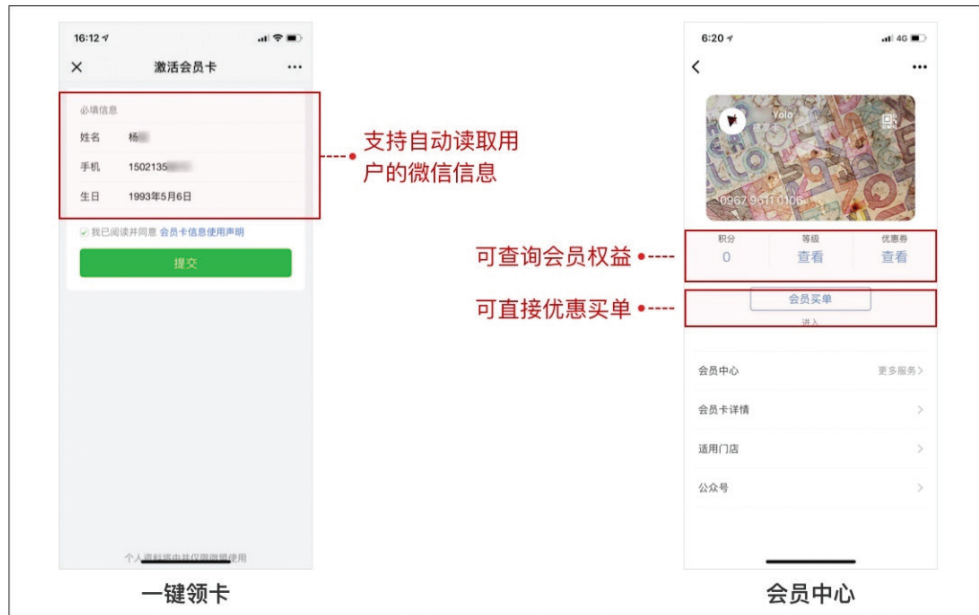 16:12
激活会员卡
必填信息
姓名 杨
手机 1502135
生日 1993年5月6日
我已阅读并同意 会员卡信息使用声明
提交
一键领卡
支持自动读取用
户的微信信息
可查询会员权益
可直接优惠买单
6:20
4G
Yolo
0967 9611 0106
积分 等级 优惠券
0 查看 查看
会员买单
进入
会员中心 更多服务
会员卡详情
适用门店
公众号
会员中心